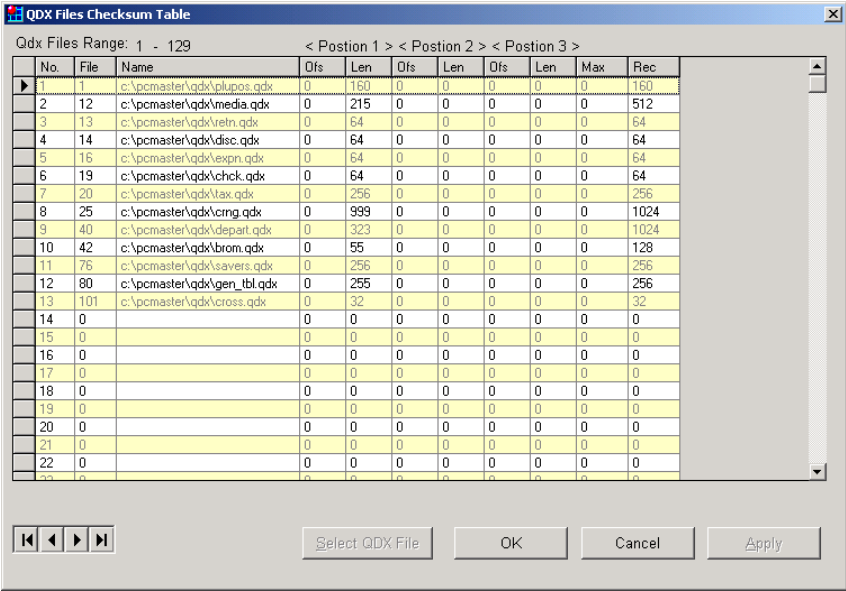 QDX Files Checksum Table
Qdx Files Range: 1 - 129 < Postion 1 > < Postion 2 > < Postion 3 >
No. File Name Ofs Len Ofs Len Ofs Len Max Rec
1 1 c:\pcmaster\qdx\plupos.qdx 0 160 0 0 0 0 0 160
2 12 c:\pcmaster\qdx\media.qdx 0 215 0 0 0 0 0 512
3 13 c:\pcmaster\qdx\retn.qdx 0 64 0 0 0 0 0 64
4 14 c:\pcmaster\qdx\disc.qdx 0 64 0 0 0 0 0 64
5 16 c:\pcmaster\qdx\expn.qdx 0 64 0 0 0 0 0 64
6 19 c:\pcmaster\qdx\chck.qdx 0 64 0 0 0 0 0 64
7 20 c:\pcmaster\qdx\tax.qdx 0 256 0 0 0 0 0 256
8 25 c:\pcmaster\qdx\crng.qdx 0 999 0 0 0 0 0 1024
9 40 c:\pcmaster\qdx\depart.qdx 0 323 0 0 0 0 0 1024
10 42 c:\pcmaster\qdx\brom.qdx 0 55 0 0 0 0 0 128
11 76 c:\pcmaster\qdx\savers.qdx 0 256 0 0 0 0 0 256
12 80 c:\pcmaster\qdx\gen_tbl.qdx 0 255 0 0 0 0 0 256
13 101 c:\pcmaster\qdx\cross.qdx 0 32 0 0 0 0 0 32
14 0 0 0 0 0 0 0 0 0
15 0 0 0 0 0 0 0 0 0
16 0 0 0 0 0 0 0 0 0
17 0 0 0 0 0 0 0 0 0
18 0 0 0 0 0 0 0 0 0
19 0 0 0 0 0 0 0 0 0
20 0 0 0 0 0 0 0 0 0
21 0 0 0 0 0 0 0 0 0
22 0 0 0 0 0 0 0 0 0
Select QDX File OK Cancel Apply